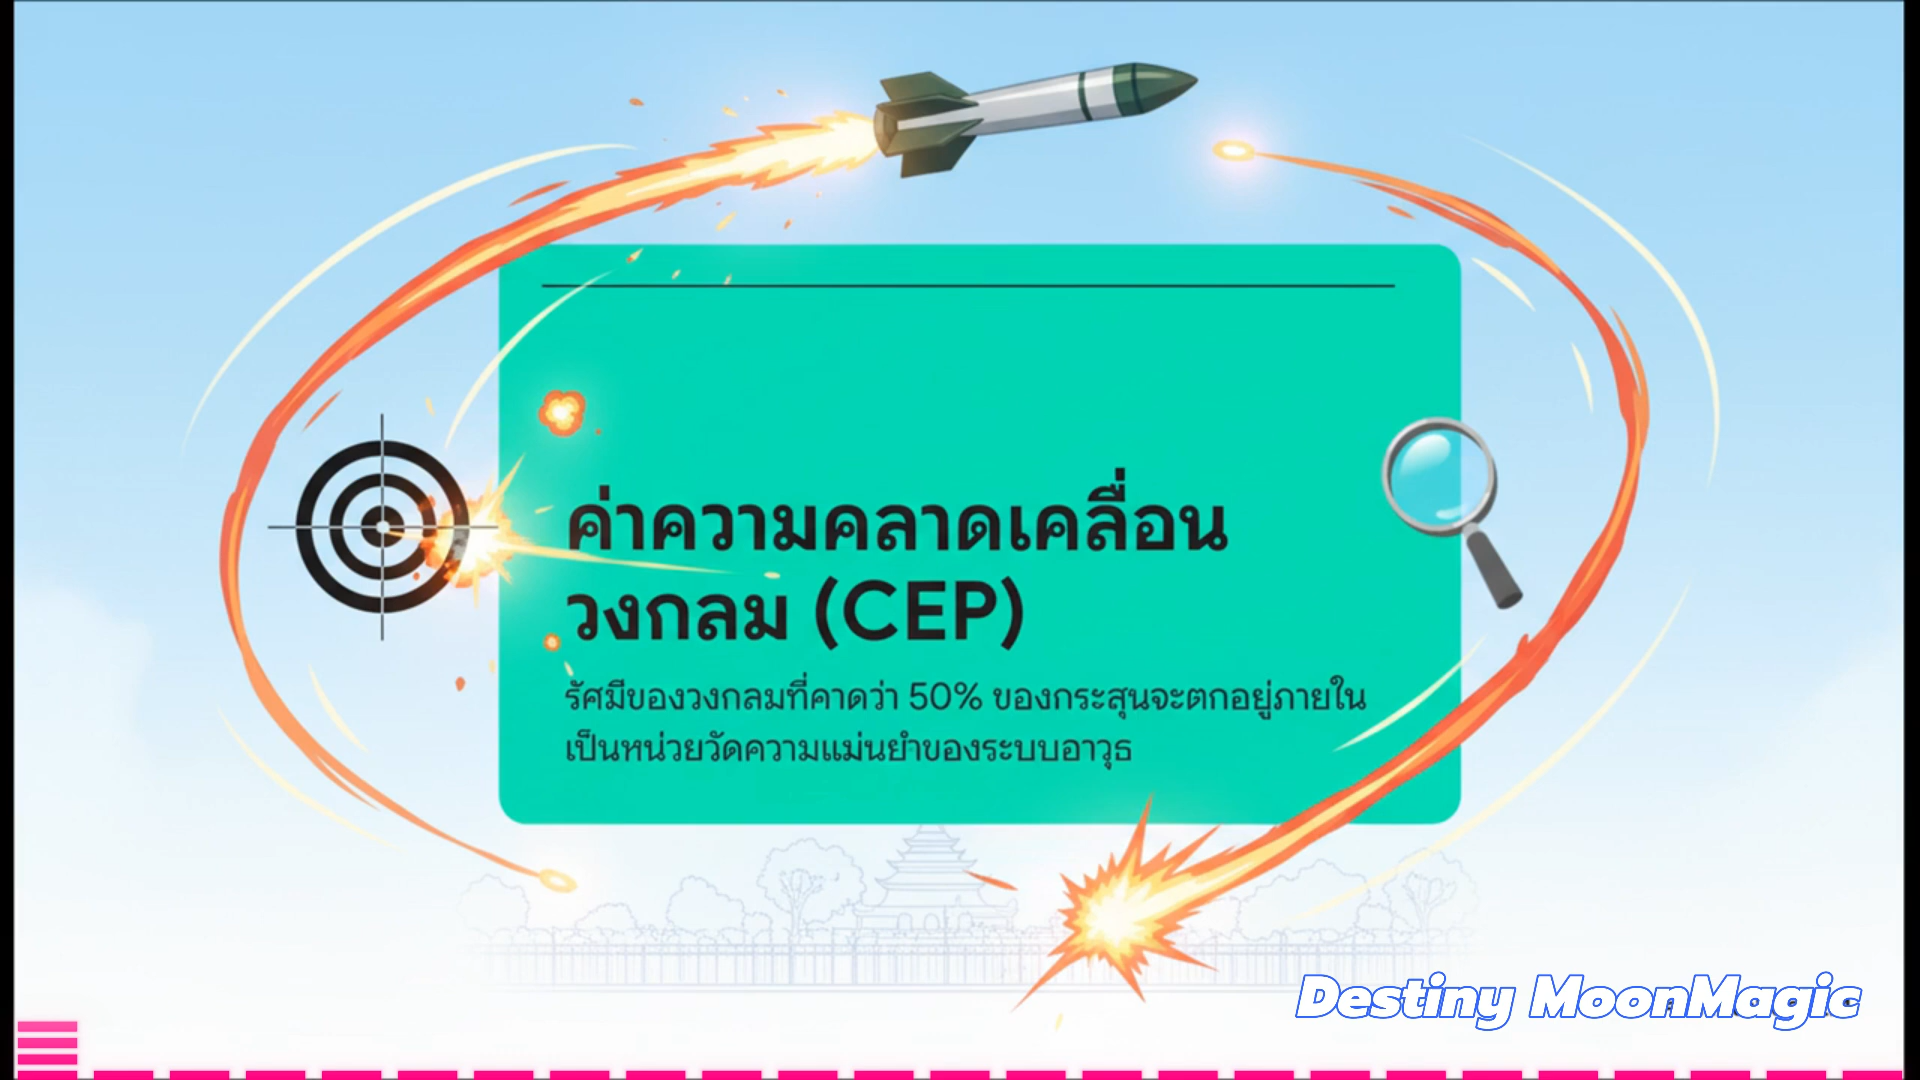 ค่าความคลาดเคลื่อน
วงกลม (CEP)
รัศมีของวงกลมที่คาดว่า 50% ของกระสุนจะตกอยู่ภายใน
เป็นหน่วยวัดความแม่นยำของระบบอาวุธ
Destiny MoonMagic